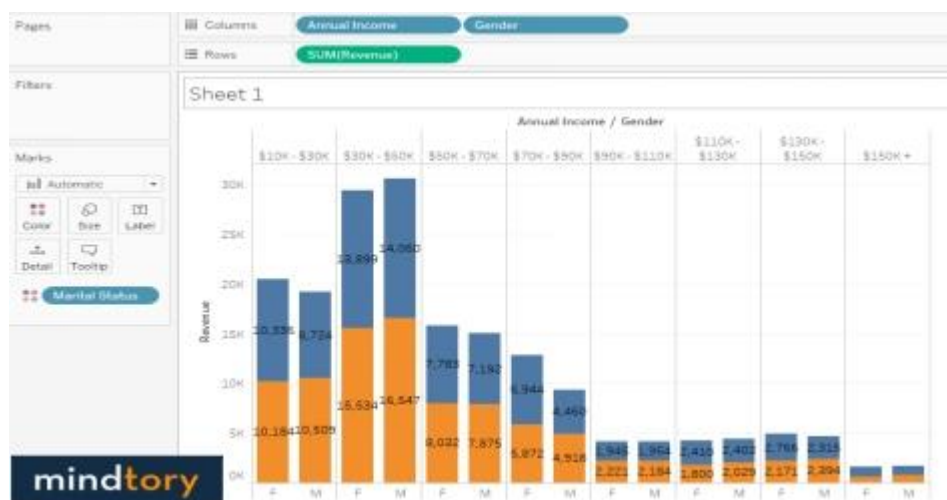 Pages
Columns
Annual Income
Gender
Rows
SUM(Revenue)
Filters
Sheet 1
Annual Income / Gender
$10K - $30K
$30K - $50K
$50K - $70K
$70K - $90K
$90K - $110K
$110K - $130K
$130K - $150K
$150K +
Marks
Automatic
Color
Size
Label
Detail
Tooltip
Marital Status
Revenue
30K
25K
20K
15K
10K
5K
0K
10,336
8,724
13,899
14,060
7,783
7,192
6,944
4,460
1,945
1,954
2,415
2,402
2,766
2,315
10,184
10,509
15,534
16,547
8,032
7,875
5,872
4,916
2,221
2,184
1,800
2,029
2,171
2,394
F M F M F M F M F M F M F M F M
mindtory